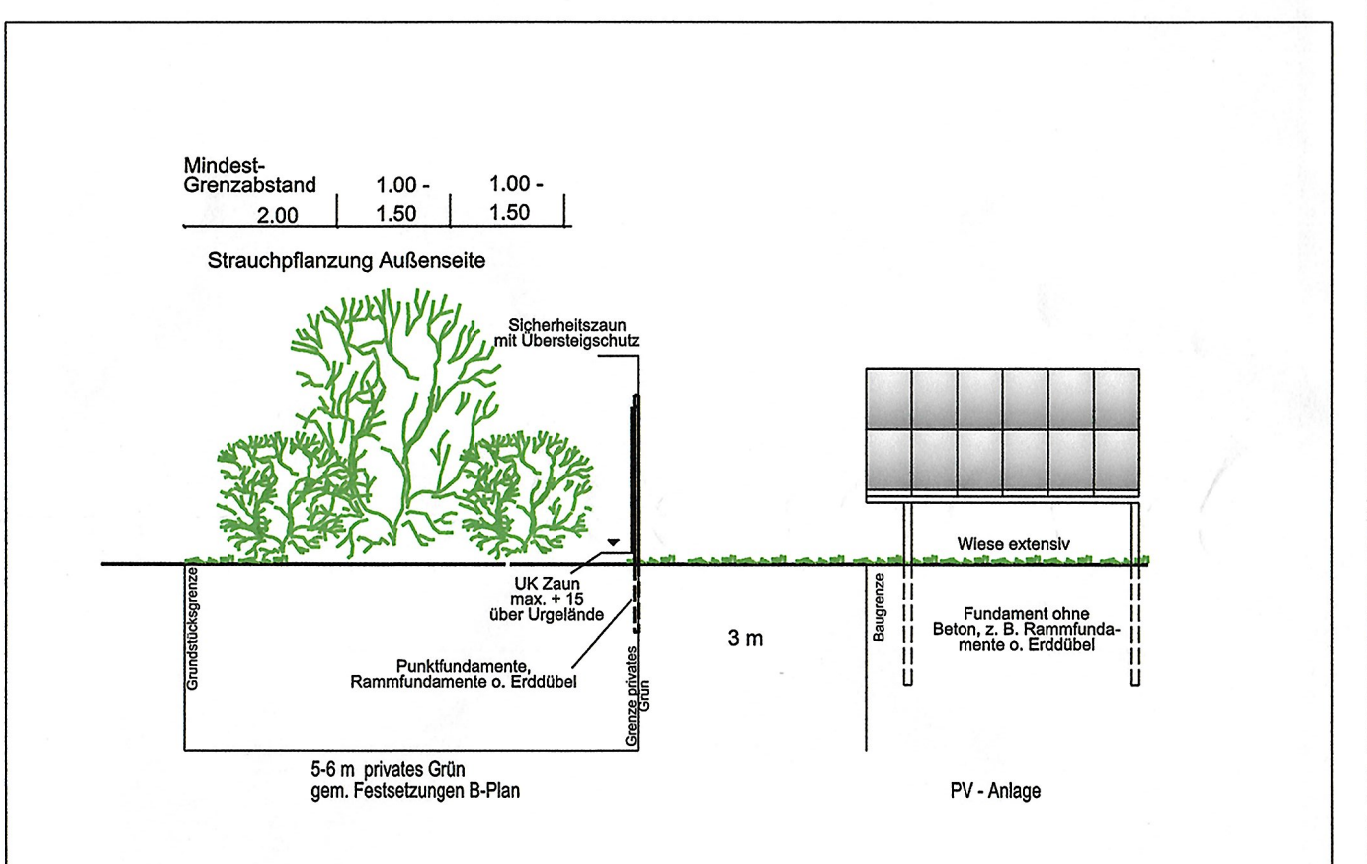 Mindest-
Grenzabstand
1.00 -
1.00 -
2.00
1.50
1.50
Strauchpflanzung Außenseite
Sicherheitszaun
mit Übersteigschutz
Wiese extensiv
UK Zaun
max. + 15
über Urgelände
Grundstücksgrenze
Baugrenze
Fundament ohne
Beton, z. B. Rammfunda-
mente o. Erddübel
3 m
Punktfundamente,
Rammfundamente o. Erddübel
Grenze privates
Grün
5-6 m privates Grün
gem. Festsetzungen B-Plan
PV - Anlage